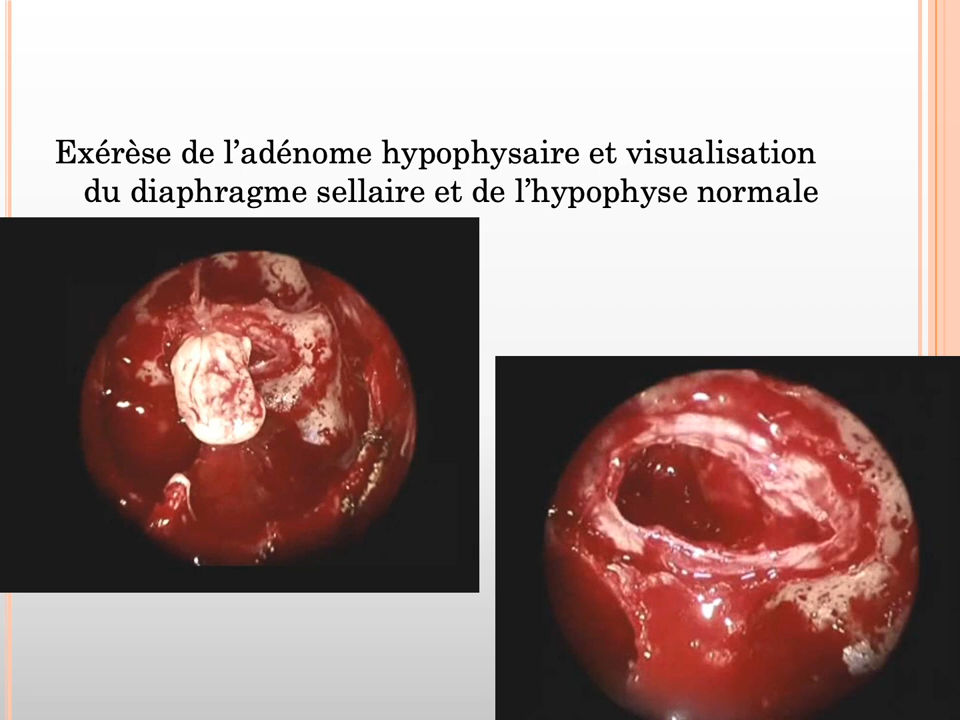 Exérèse de l’adénome hypophysaire et visualisation
du diaphragme sellaire et de l’hypophyse normale